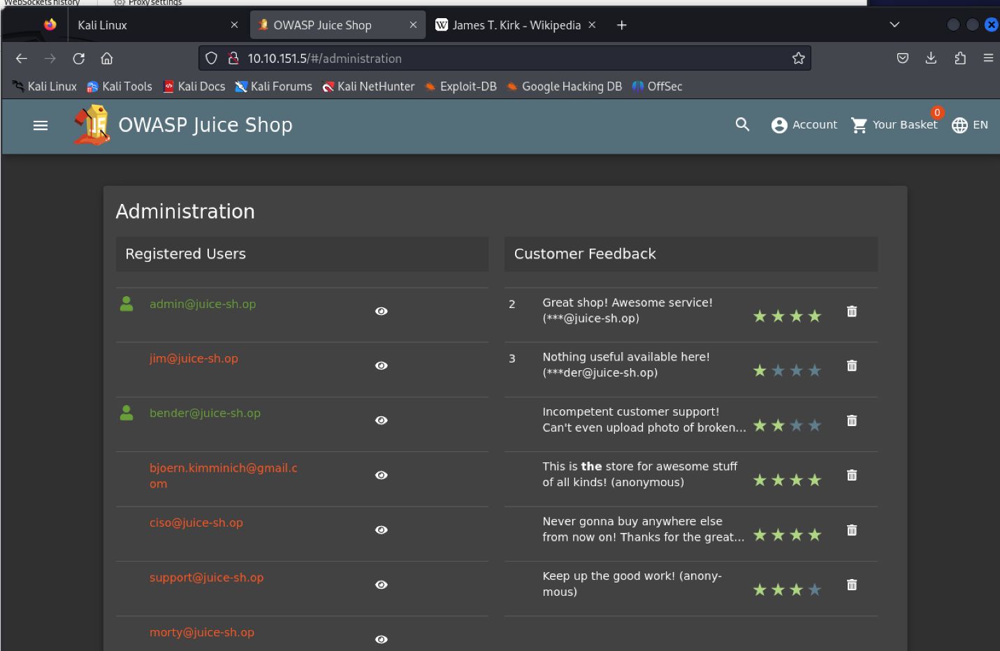 WebSockets history
Proxy settings
Kali Linux
OWASP Juice Shop
James T. Kirk - Wikipedia
10.10.151.5/#/administration
Kali Linux
Kali Tools
Kali Docs
Kali Forums
Kali NetHunter
Exploit-DB
Google Hacking DB
OffSec
OWASP Juice Shop
Account
0
Your Basket
EN
Administration
Registered Users
admin@juice-sh.op
jim@juice-sh.op
bender@juice-sh.op
bjoern.kimminich@gmail.c
om
ciso@juice-sh.op
support@juice-sh.op
morty@juice-sh.op
Customer Feedback
2
Great shop! Awesome service!
(***@juice-sh.op)
3
Nothing useful available here!
(***der@juice-sh.op)
Incompetent customer support!
Can't even upload photo of broken...
This is the store for awesome stuff
of all kinds! (anonymous)
Never gonna buy anywhere else
from now on! Thanks for the great...
Keep up the good work! (anony-
mous)